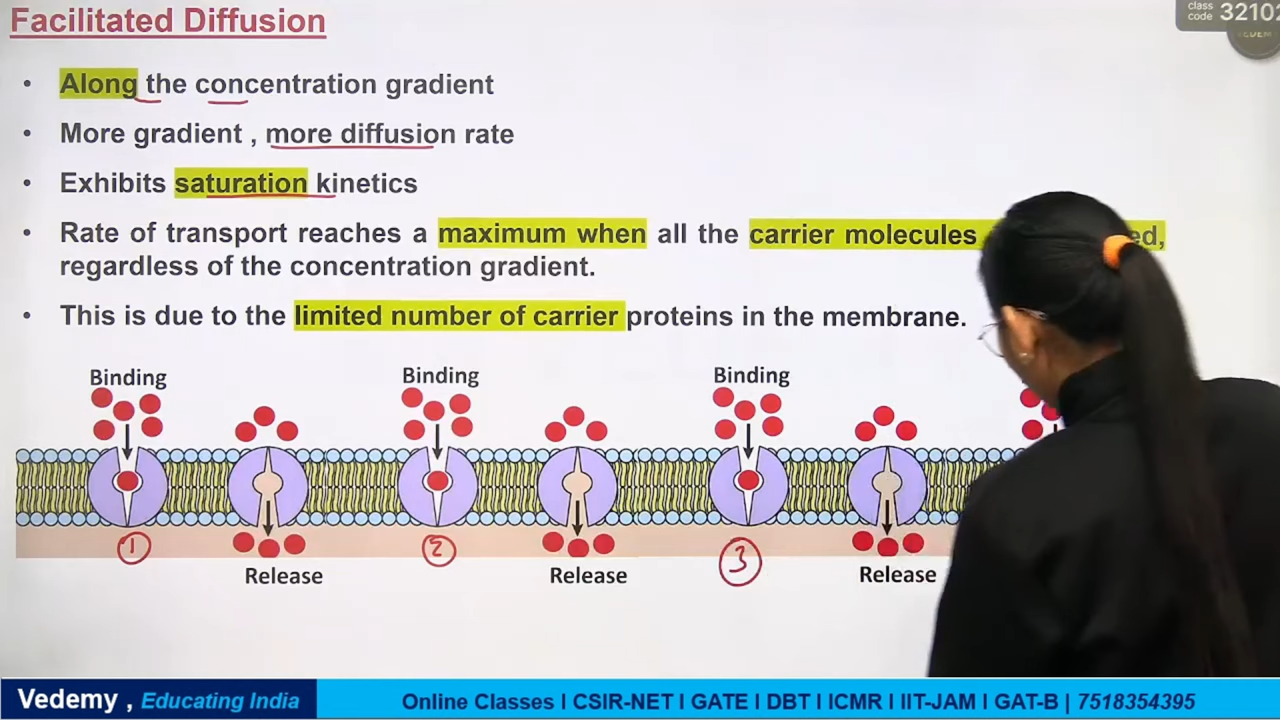 Facilitated Diffusion
class code 32102
• Along the concentration gradient
• More gradient , more diffusion rate
• Exhibits saturation kinetics
• Rate of transport reaches a maximum when all the carrier molecules
regardless of the concentration gradient.
• This is due to the limited number of carrier proteins in the membrane.
Binding Binding Binding
1 2 3
Release Release Release
Vedemy , Educating India Online Classes I CSIR-NET I GATE I DBT I ICMR I IIT-JAM I GAT-B | 7518354395